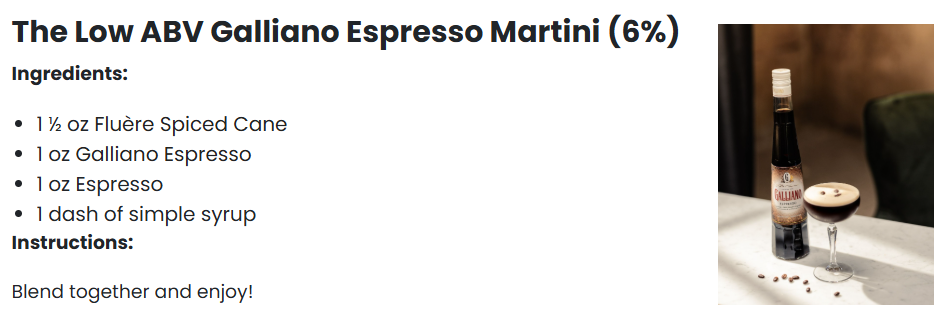 The Low ABV Galliano Espresso Martini (6%)
Ingredients:
1 ½ oz Fluère Spiced Cane
1 oz Galliano Espresso
1 oz Espresso
1 dash of simple syrup
Instructions:
Blend together and enjoy!
GALLIANO